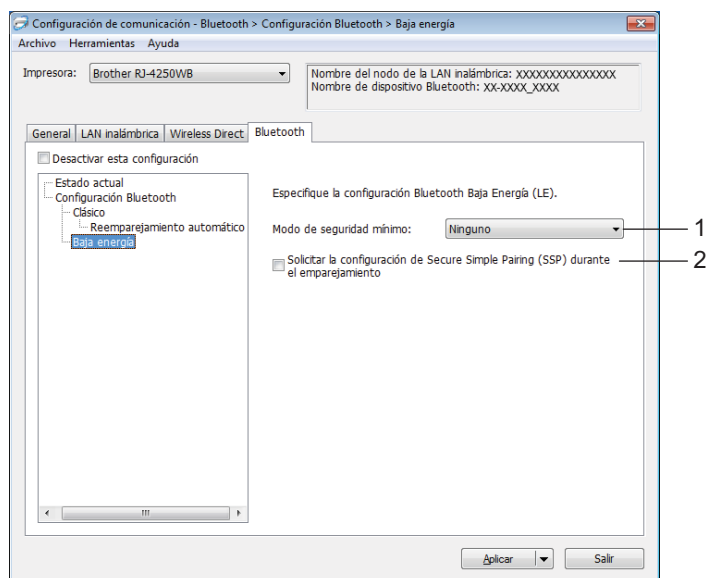 Configuración de comunicación - Bluetooth > Configuración Bluetooth > Baja energía
Archivo Herramientas Ayuda
Impresora: Brother RJ-4250WB
Nombre del nodo de la LAN inalámbrica: XXXXXXXXXXXXXXX
Nombre de dispositivo Bluetooth: XX-XXXX_XXXX
General LAN inalámbrica Wireless Direct Bluetooth
Desactivar esta configuración
Estado actual
Configuración Bluetooth
Clásico
Reemparejamiento automático
Baja energía
Especifique la configuración Bluetooth Baja Energía (LE).
Modo de seguridad mínimo: Ninguno 1
Solicitar la configuración de Secure Simple Pairing (SSP) durante 2
el emparejamiento
Aplicar Salir